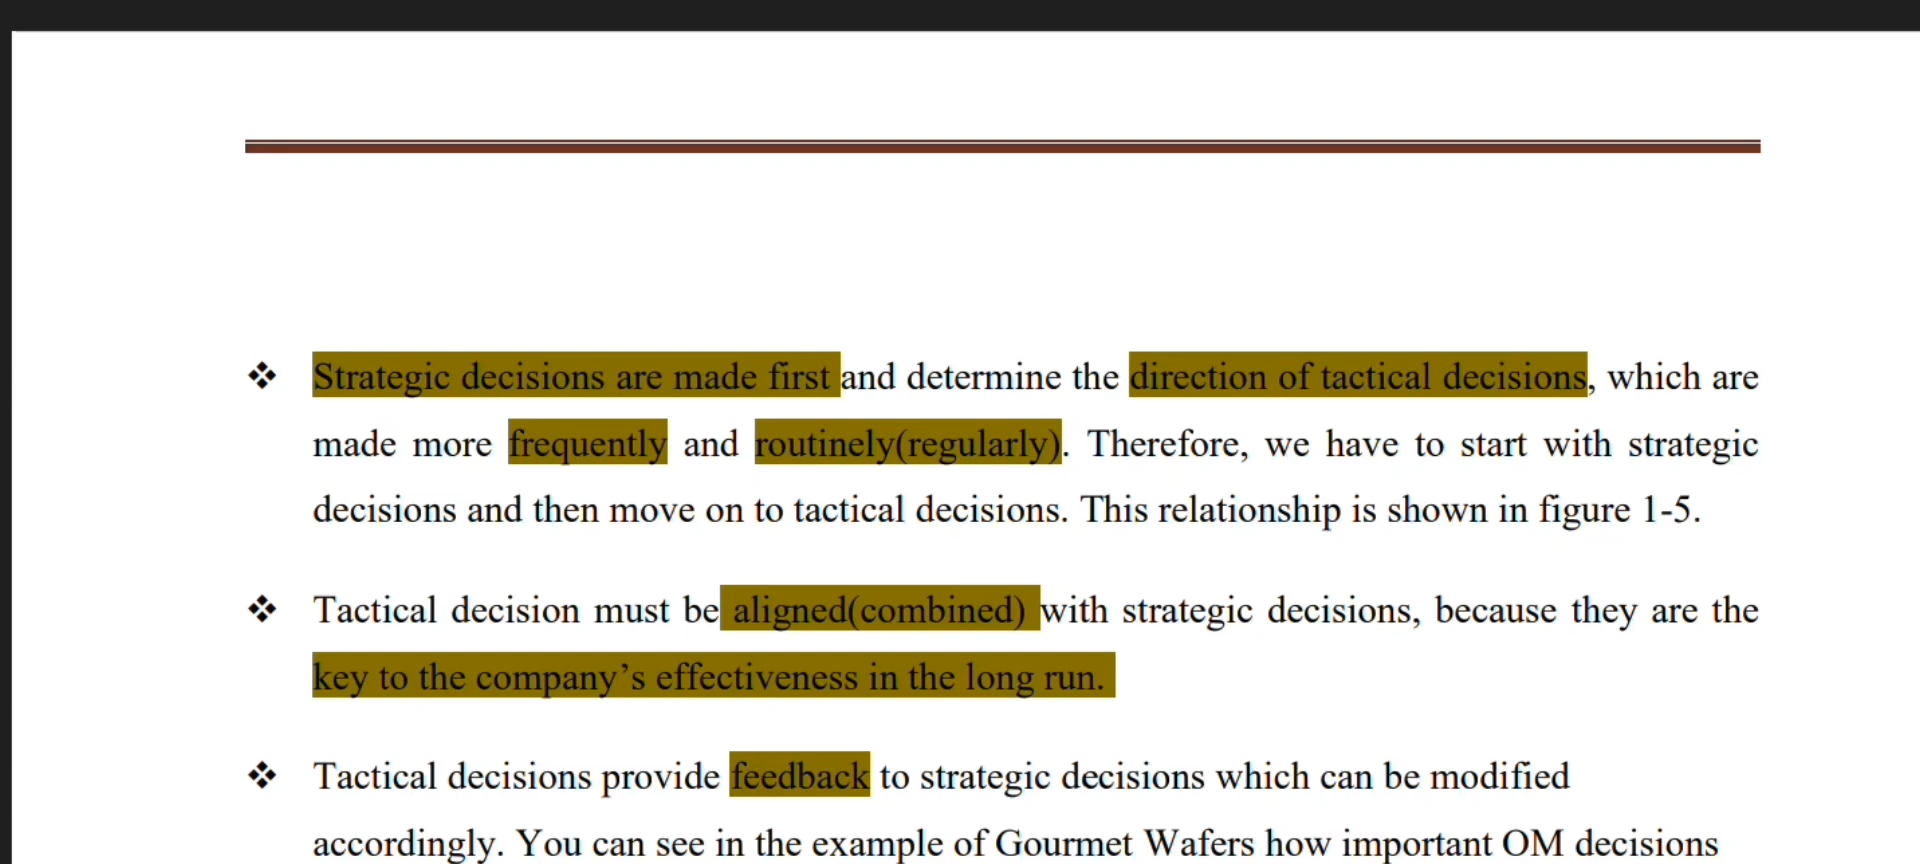 ❖ Strategic decisions are made first and determine the direction of tactical decisions, which are
made more frequently and routinely(regularly). Therefore, we have to start with strategic
decisions and then move on to tactical decisions. This relationship is shown in figure 1-5.
❖ Tactical decision must be aligned(combined) with strategic decisions, because they are the
key to the company’s effectiveness in the long run.
❖ Tactical decisions provide feedback to strategic decisions which can be modified
accordingly. You can see in the example of Gourmet Wafers how important OM decisions